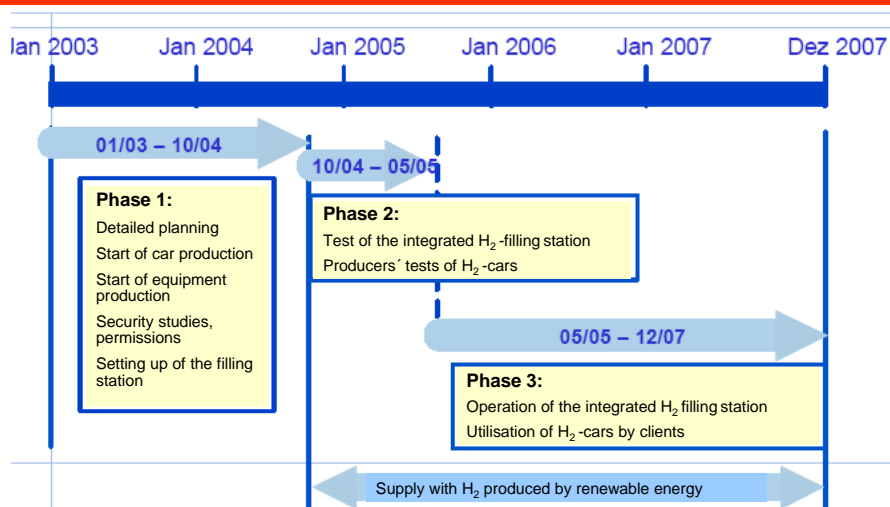 Jan 2003 Jan 2004 Jan 2005 Jan 2006 Jan 2007 Dez 2007
01/03 – 10/04
10/04 – 05/05
Phase 1:
Detailed planning
Start of car production
Start of equipment
production
Security studies,
permissions
Setting up of the filling
station
Phase 2:
Test of the integrated H₂-filling station
Producers´ tests of H₂-cars
05/05 – 12/07
Phase 3:
Operation of the integrated H₂ filling station
Utilisation of H₂-cars by clients
Supply with H₂ produced by renewable energy